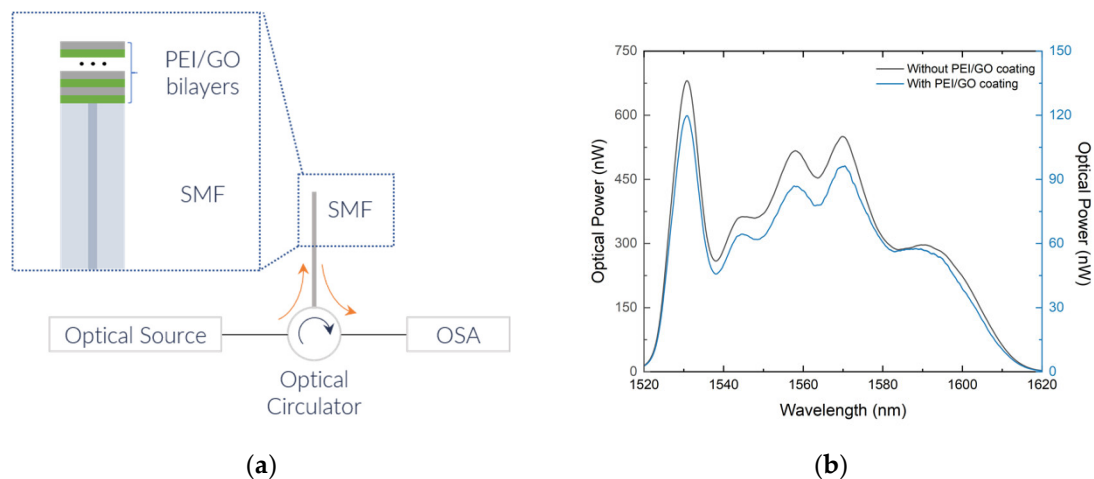 PEI/GO
bilayers
SMF
SMF
Optical Source
OSA
Optical
Circulator
(a)
750
600
450
300
150
0
Optical Power (nW)
Without PEI/GO coating
With PEI/GO coating
150
120
90
60
30
0
Optical Power (nW)
1520
1540
1560
1580
1600
1620
Wavelength (nm)
(b)